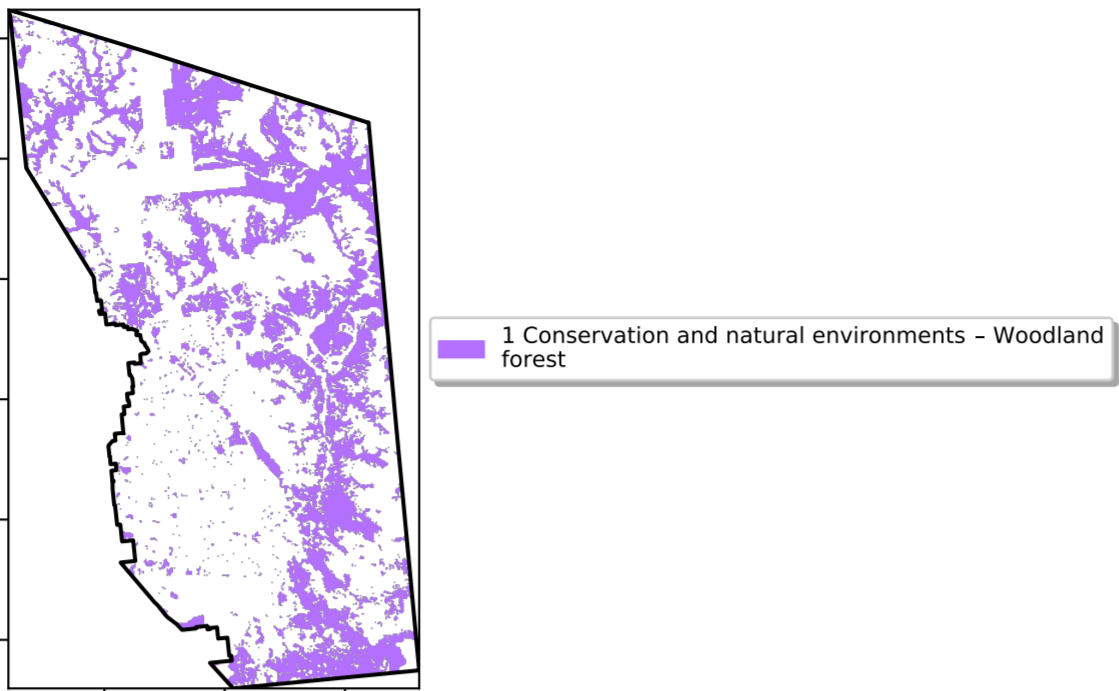 1 Conservation and natural environments – Woodland
forest